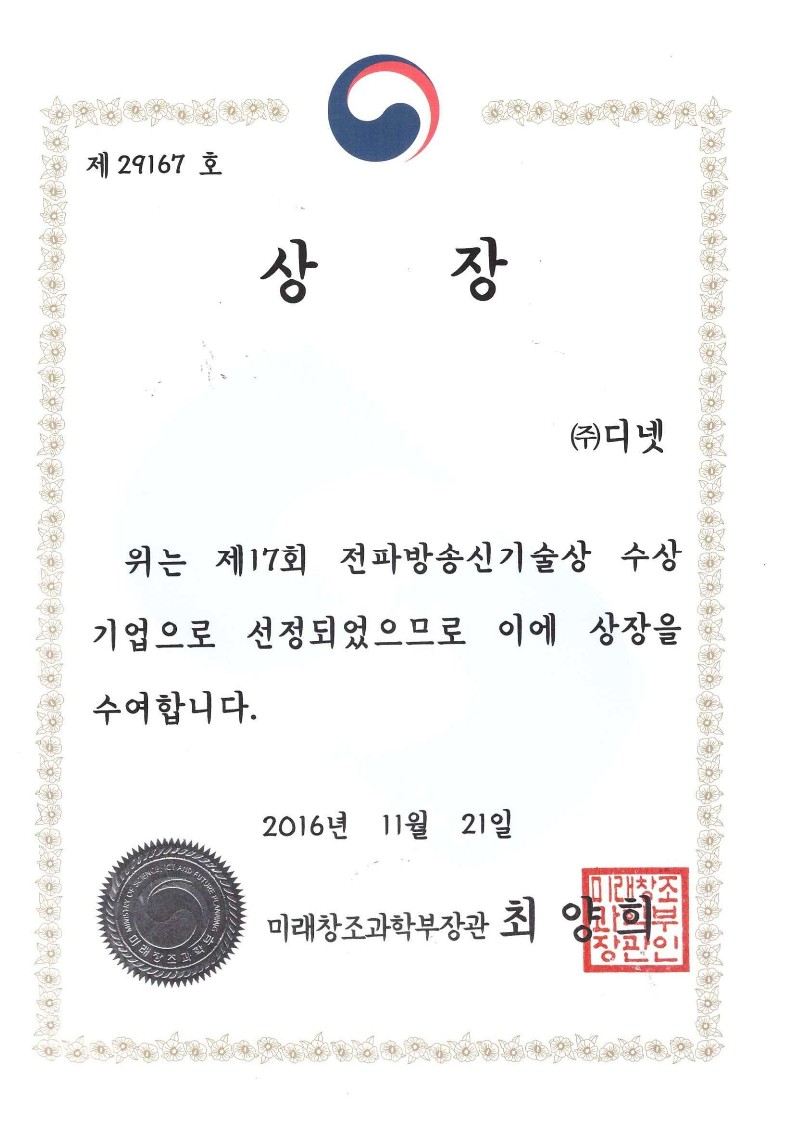 제 29167 호
상 장
㈜디넷
위는 제17회 전파방송신기술상 수상
기업으로 선정되었으므로 이에 상장을
수여합니다.
2016년 11월 21일
MINISTRY OF SCIENCE, ICT AND FUTURE PLANNING
미래창조과학부
미래창조과학부장관 최양희
미래창조
과학부
장관인